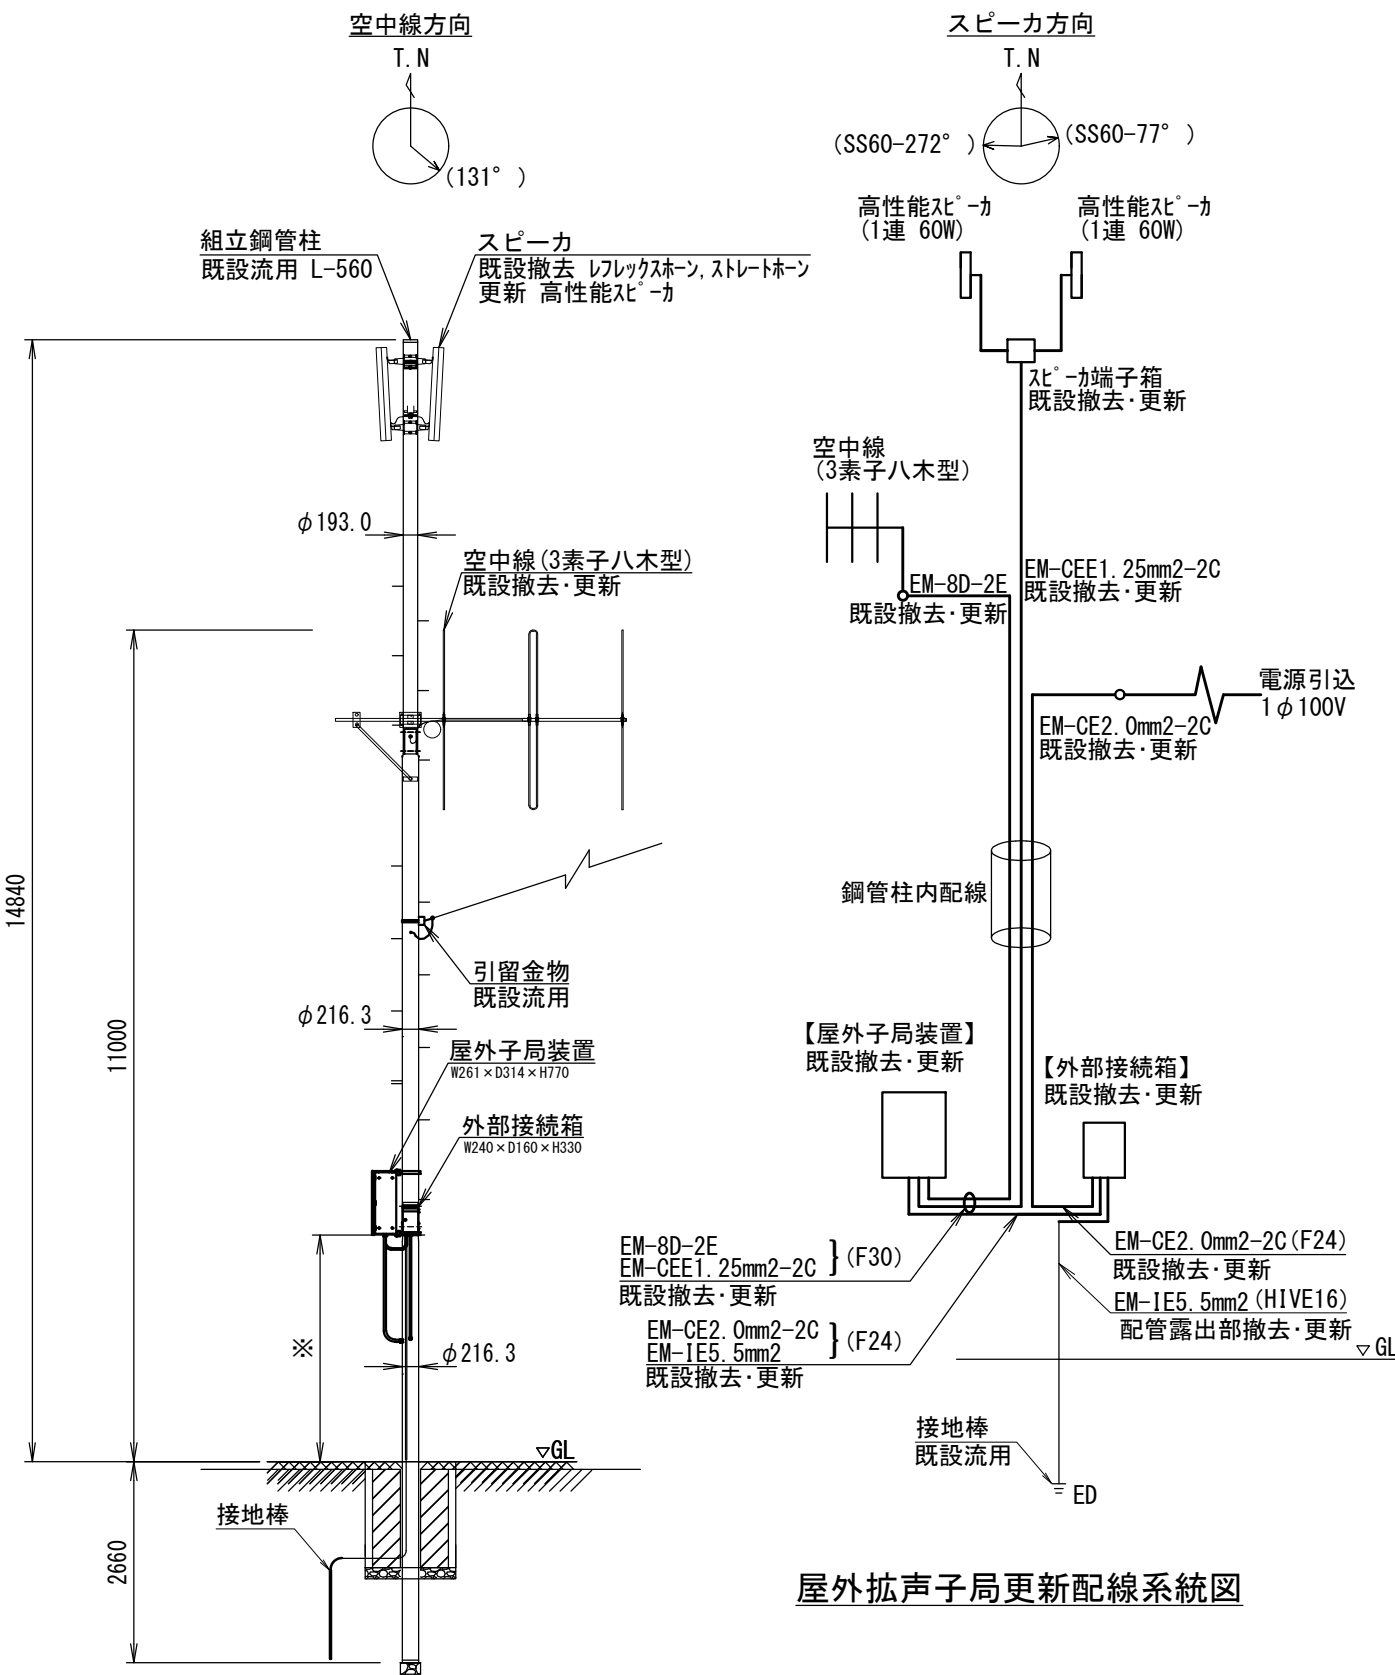 空中線方向
T.N
(131°)
スピーカ方向
T.N
(SS60-272°)
(SS60-77°)
高性能ｽﾋﾟｰｶ
(1連 60W)
高性能ｽﾋﾟｰｶ
(1連 60W)
組立鋼管柱
既設流用 L-560
スピーカ
既設撤去 ﾚﾌﾚｯｸｽﾎｰﾝ,ｽﾄﾚｰﾄﾎｰﾝ
更新 高性能ｽﾋﾟｰｶ
ｽﾋﾟｰｶ端子箱
既設撤去・更新
空中線
(3素子八木型)
φ193.0
空中線(3素子八木型)
既設撤去・更新
EM-8D-2E
既設撤去・更新
EM-CEE1.25mm2-2C
既設撤去・更新
電源引込
1φ100V
EM-CE2.0mm2-2C
既設撤去・更新
14840
11000
鋼管柱内配線
引留金物
既設流用
φ216.3
屋外子局装置
W261×D314×H770
外部接続箱
W240×D160×H330
【屋外子局装置】
既設撤去・更新
【外部接続箱】
既設撤去・更新
EM-8D-2E
EM-CEE1.25mm2-2C } (F30)
既設撤去・更新
EM-CE2.0mm2-2C
EM-IE5.5mm2 } (F24)
既設撤去・更新
EM-CE2.0mm2-2C(F24)
既設撤去・更新
EM-IE5.5mm2(HIVE16)
配管露出部撤去・更新
▽GL
※
φ216.3
▽GL
接地棒
既設流用
ED
接地棒
2660
屋外拡声子局更新配線系統図